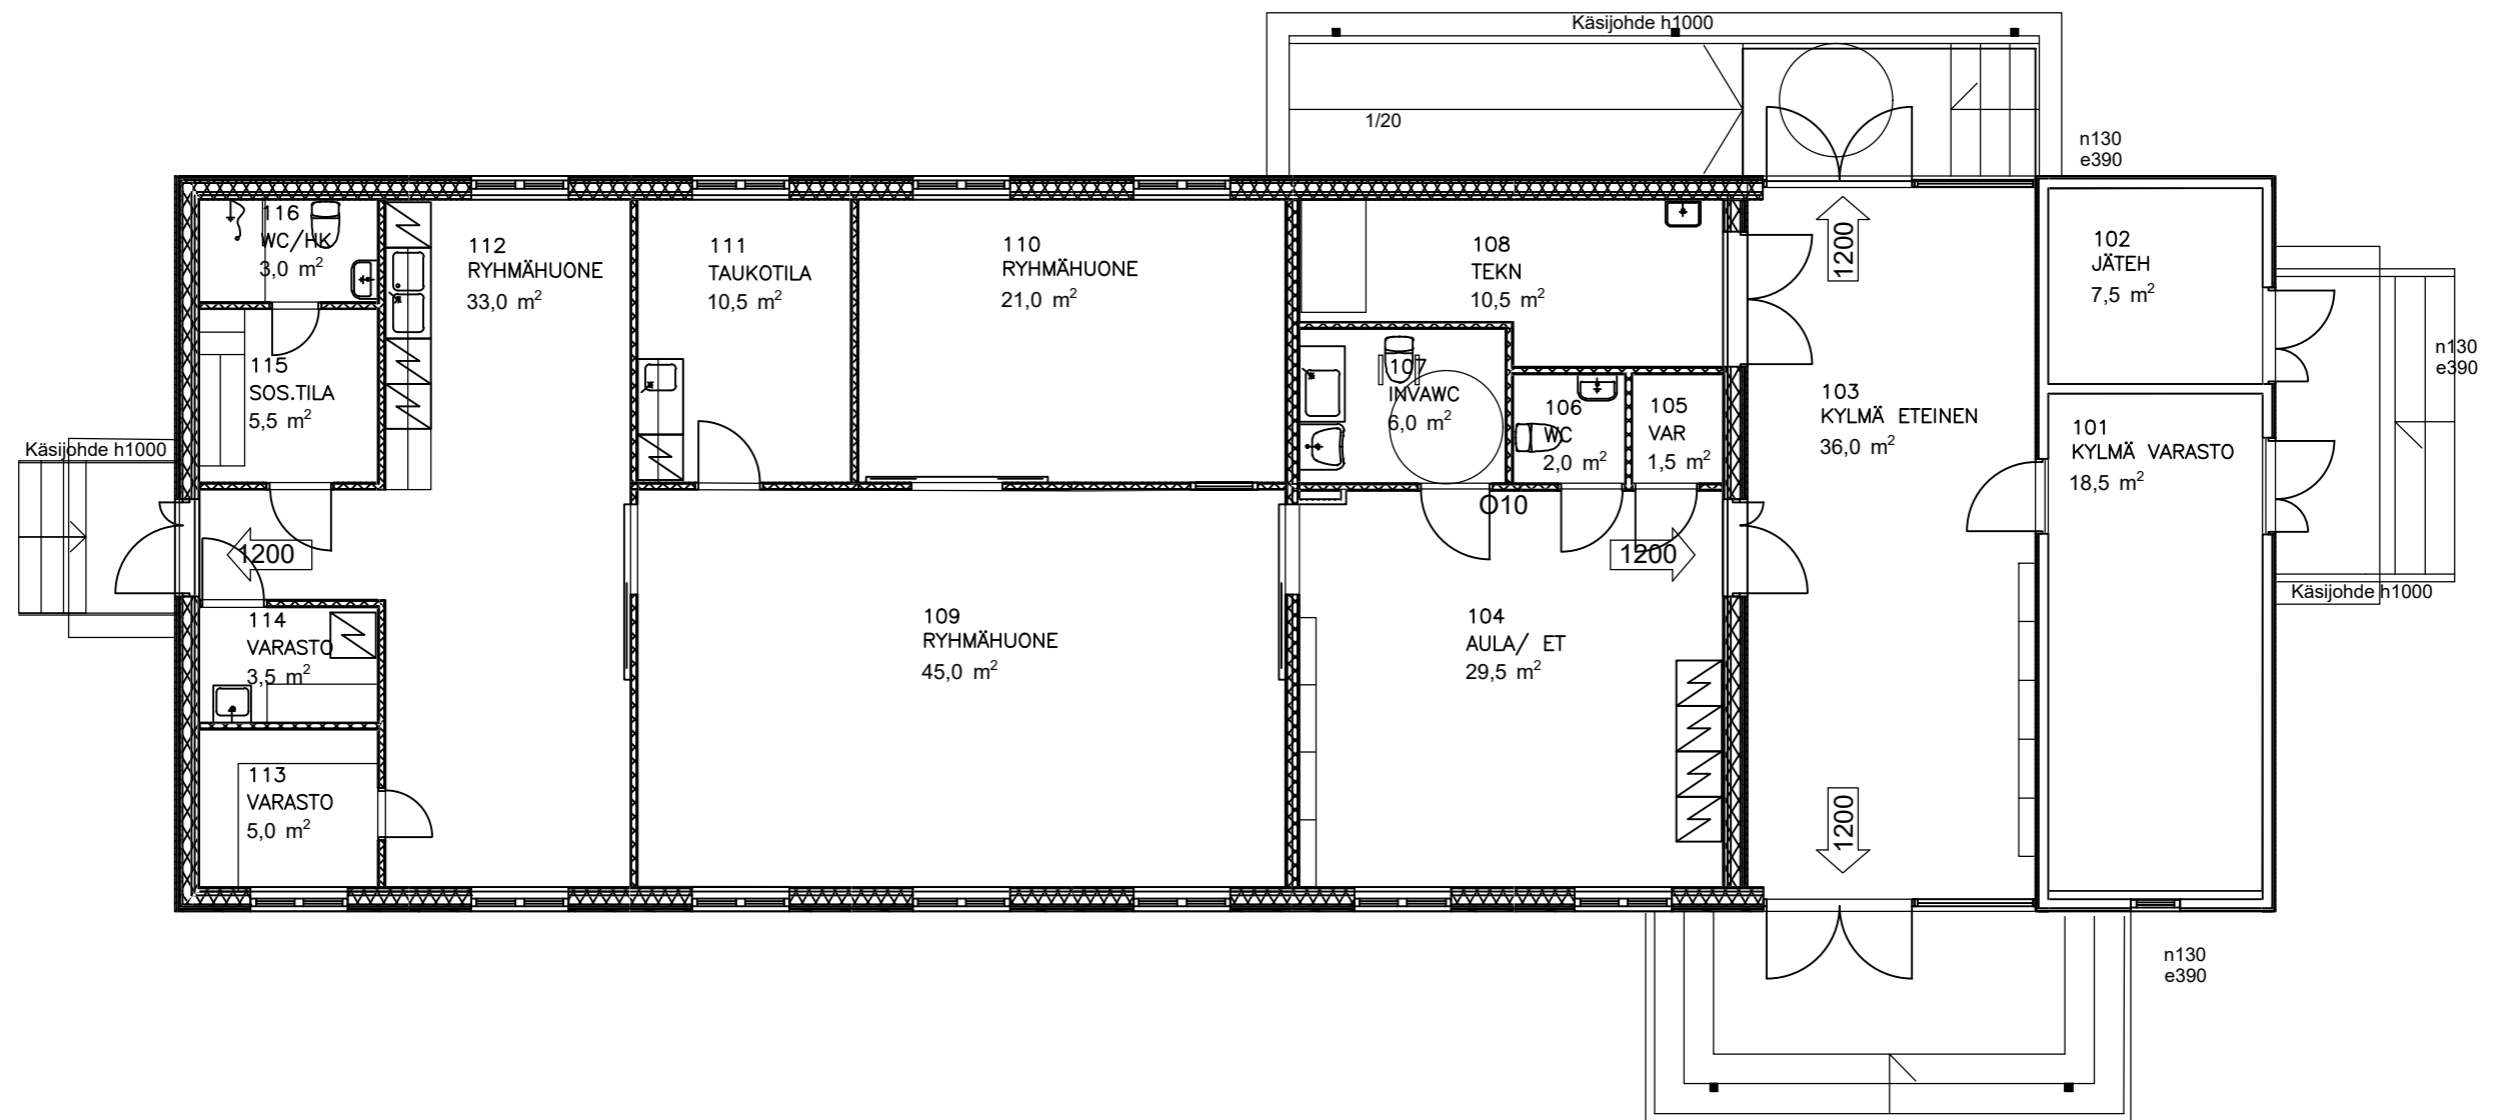 Käsijohde h1000
1/20
n130
e390
116
WC/HK
3,0 m²
112
RYHMÄHUONE
33,0 m²
111
TAUKOTILA
10,5 m²
110
RYHMÄHUONE
21,0 m²
108
TEKN
10,5 m²
1200
102
JÄTEH
7,5 m²
n130
e390
115
SOS.TILA
5,5 m²
107
INVAWC
6,0 m²
106
WC
2,0 m²
105
VAR
1,5 m²
103
KYLMÄ ETEINEN
36,0 m²
101
KYLMÄ VARASTO
18,5 m²
Käsijohde h1000
O10
1200
1200
Käsijohde h1000
114
VARASTO
3,5 m²
109
RYHMÄHUONE
45,0 m²
104
AULA/ ET
29,5 m²
113
VARASTO
5,0 m²
1200
n130
e390